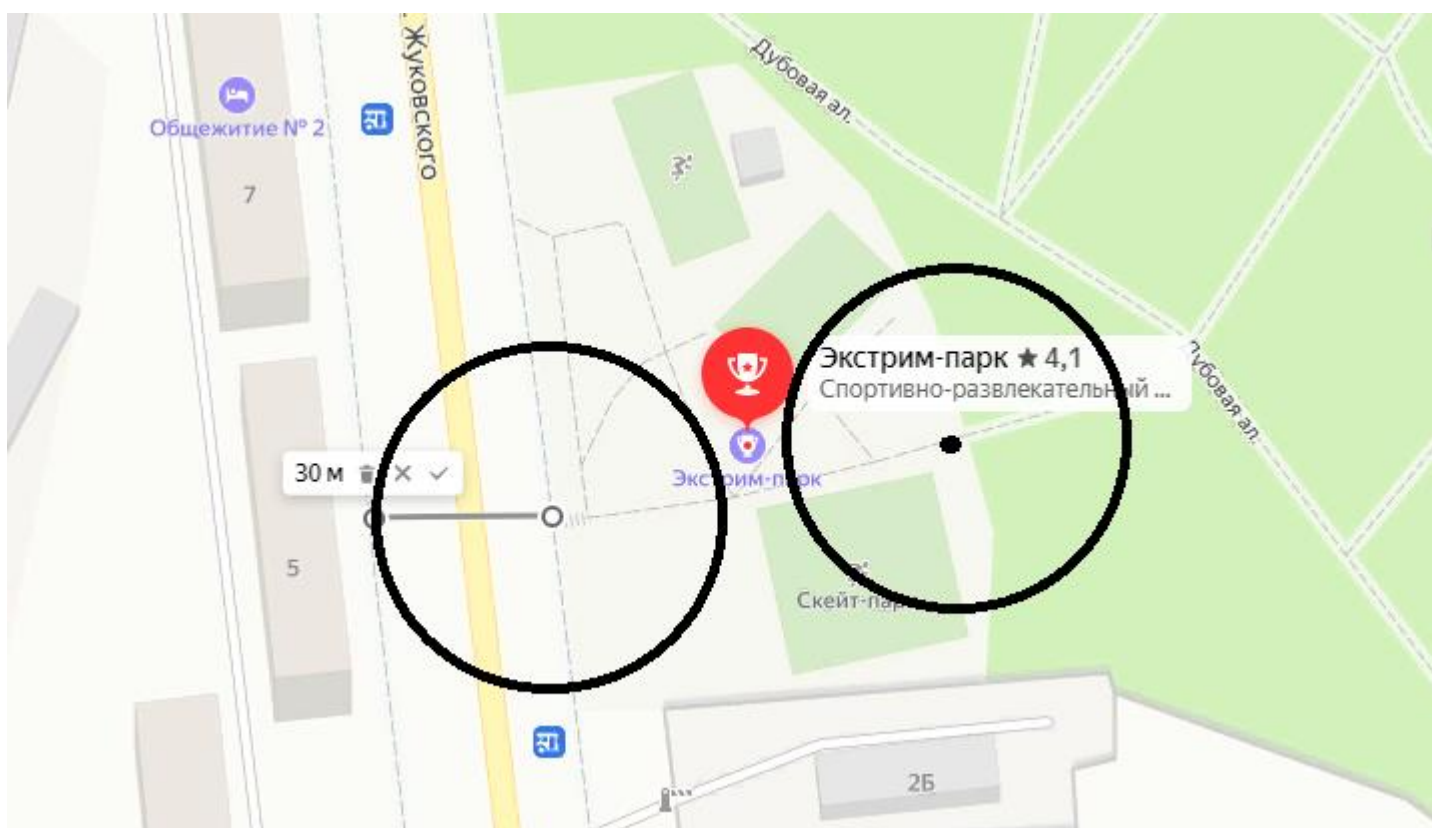 . Жуковского
Дубовая ал.
Общежитие № 2
7
Экстрим-парк ★ 4,1
Спортивно-развлекательный ...
Дубовая ал.
30 м
Экстрим-парк
5
Скейт-парк
2Б